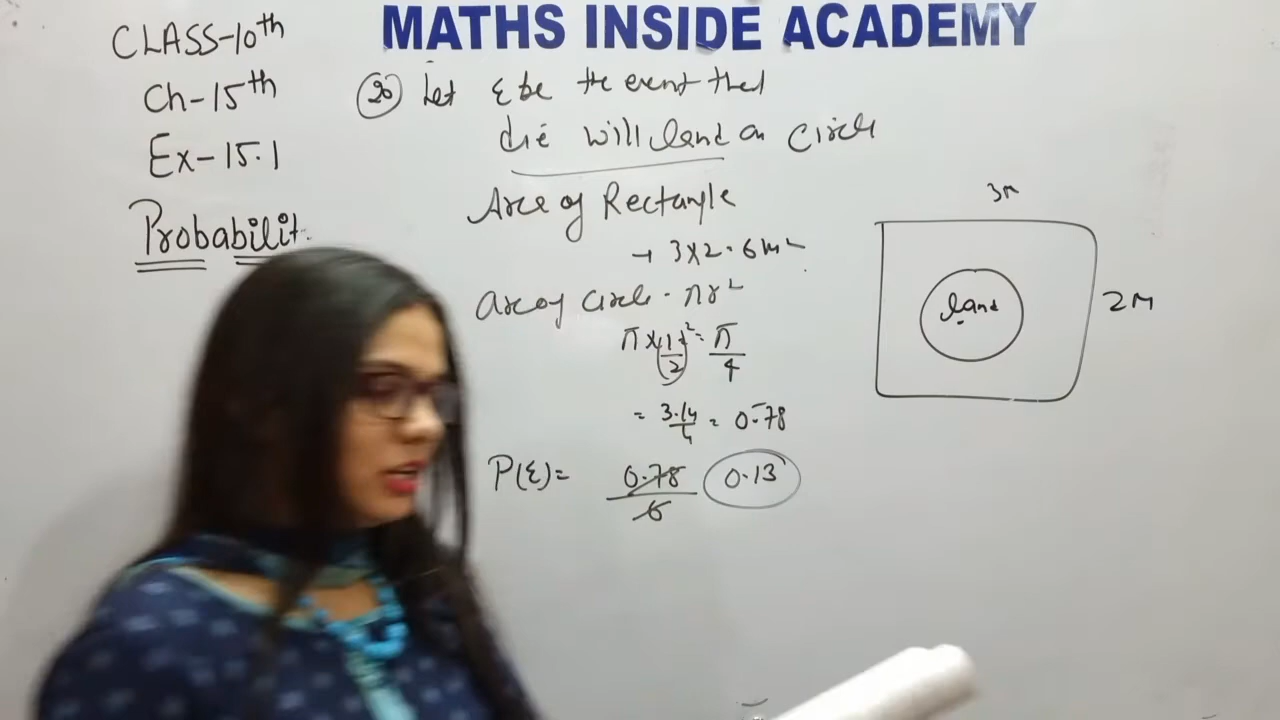 MATHS INSIDE ACADEMY
CLASS-10th
Ch-15th
Ex-15.1
Probabilit
20 Let E be the event that
die will land on Circle
Area of Rectangle
→ 3×2=6m²
area of circle = πr²
π×(1/2)² = π/4
= 3.14/4 = 0.78
P(E)= 0.78/6 0.13
3m
land
2M